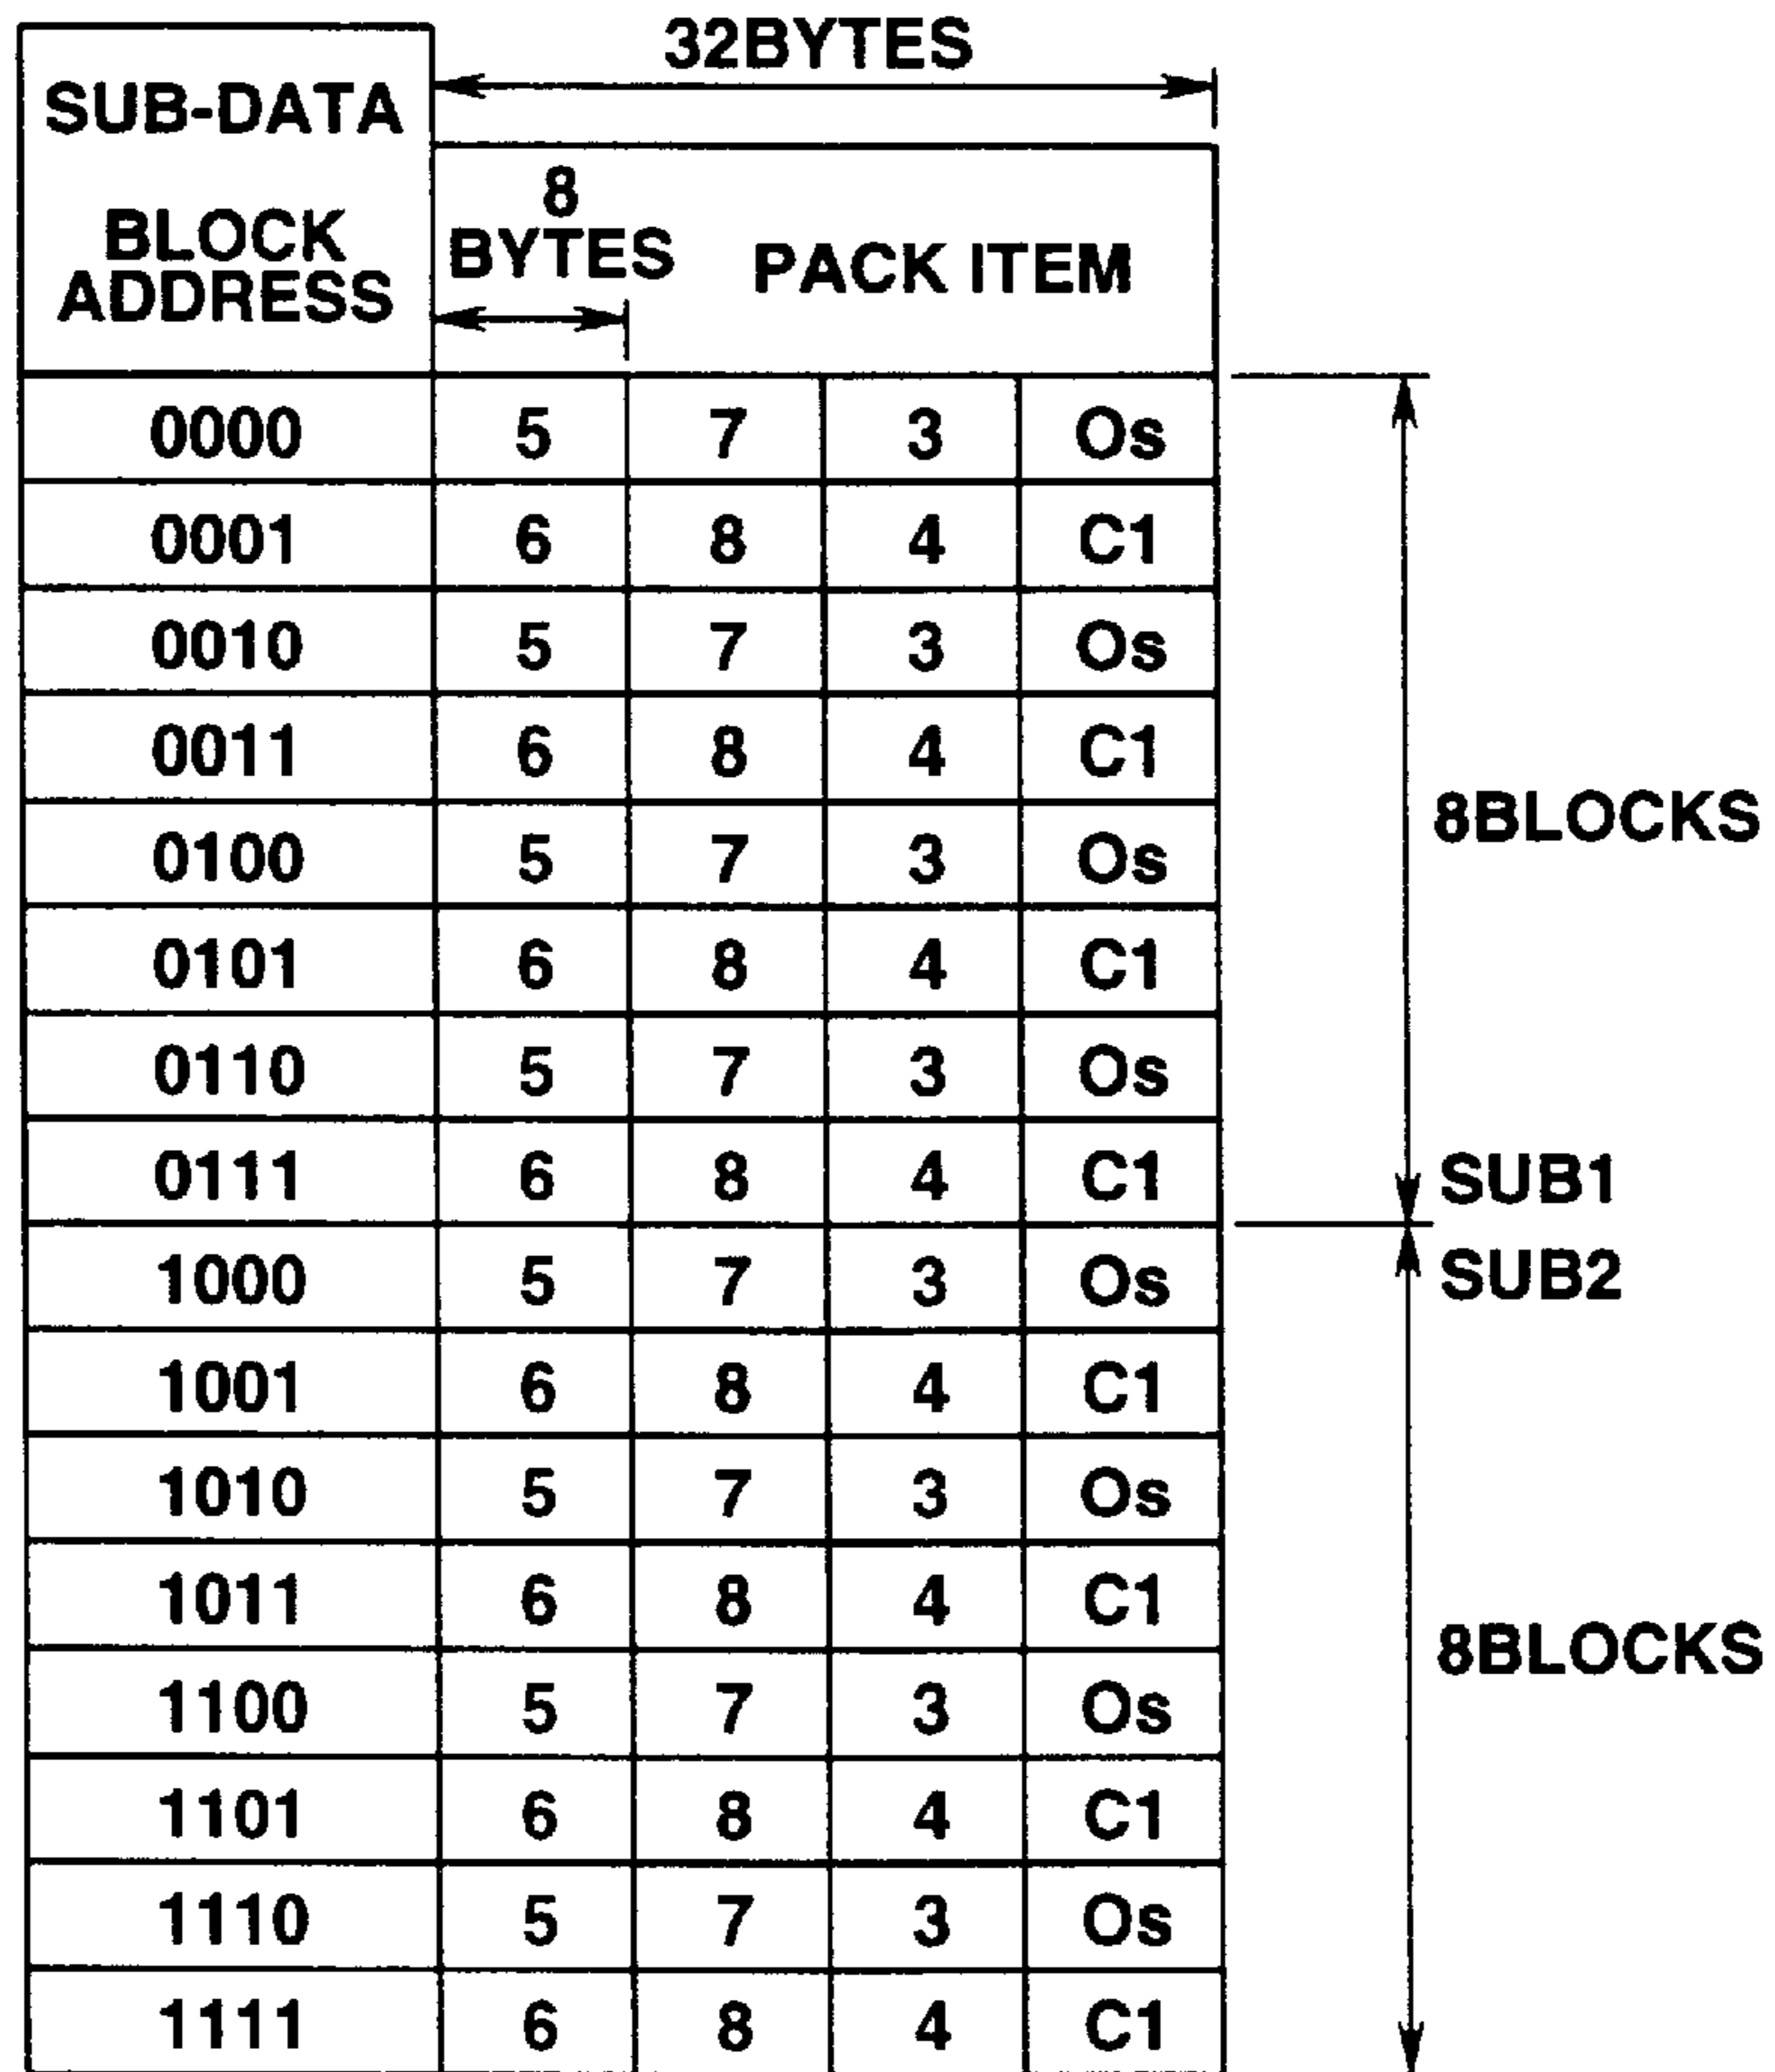 32BYTES
SUB-DATA
BLOCK
ADDRESS
8
BYTES
PACK ITEM
0000 5 7 3 Os
0001 6 8 4 C1
0010 5 7 3 Os
0011 6 8 4 C1
0100 5 7 3 Os
0101 6 8 4 C1
0110 5 7 3 Os
0111 6 8 4 C1
1000 5 7 3 Os
1001 6 8 4 C1
1010 5 7 3 Os
1011 6 8 4 C1
1100 5 7 3 Os
1101 6 8 4 C1
1110 5 7 3 Os
1111 6 8 4 C1
8BLOCKS
SUB1
SUB2
8BLOCKS